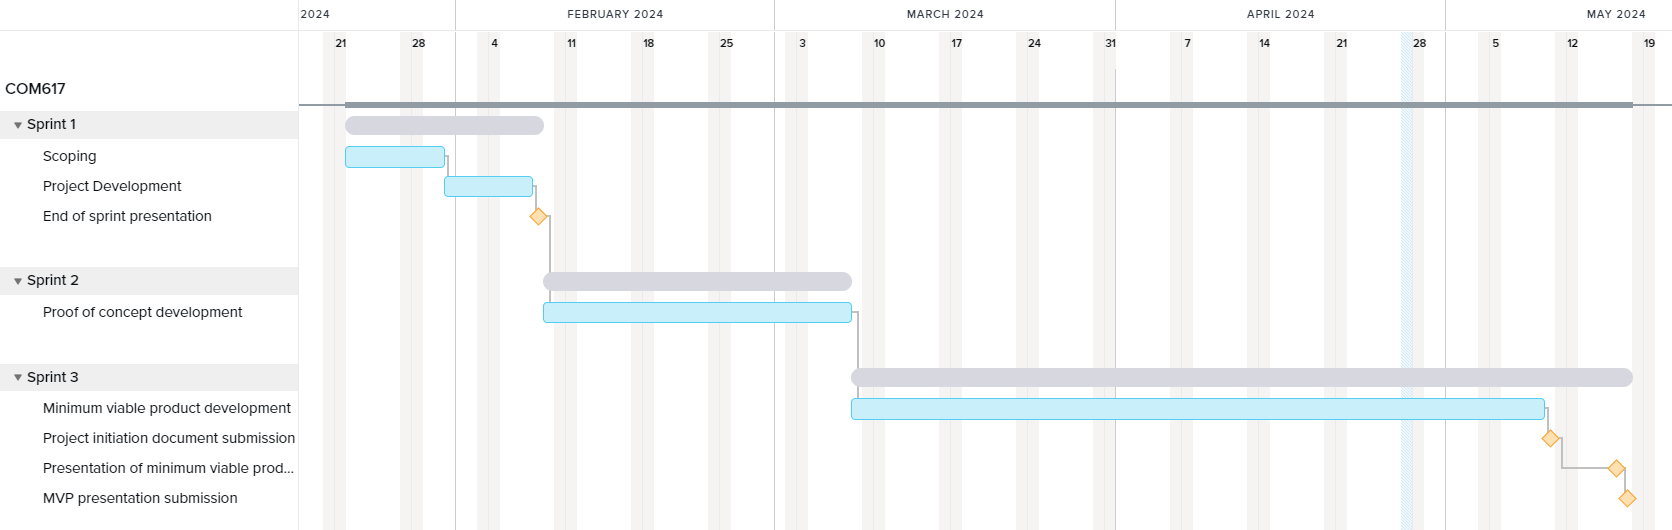 2024 FEBRUARY 2024 MARCH 2024 APRIL 2024 MAY 2024
21 28 4 11 18 25 3 10 17 24 31 7 14 21 28 5 12 19
COM617
Sprint 1
Scoping
Project Development
End of sprint presentation
Sprint 2
Proof of concept development
Sprint 3
Minimum viable product development
Project initiation document submission
Presentation of minimum viable prod...
MVP presentation submission